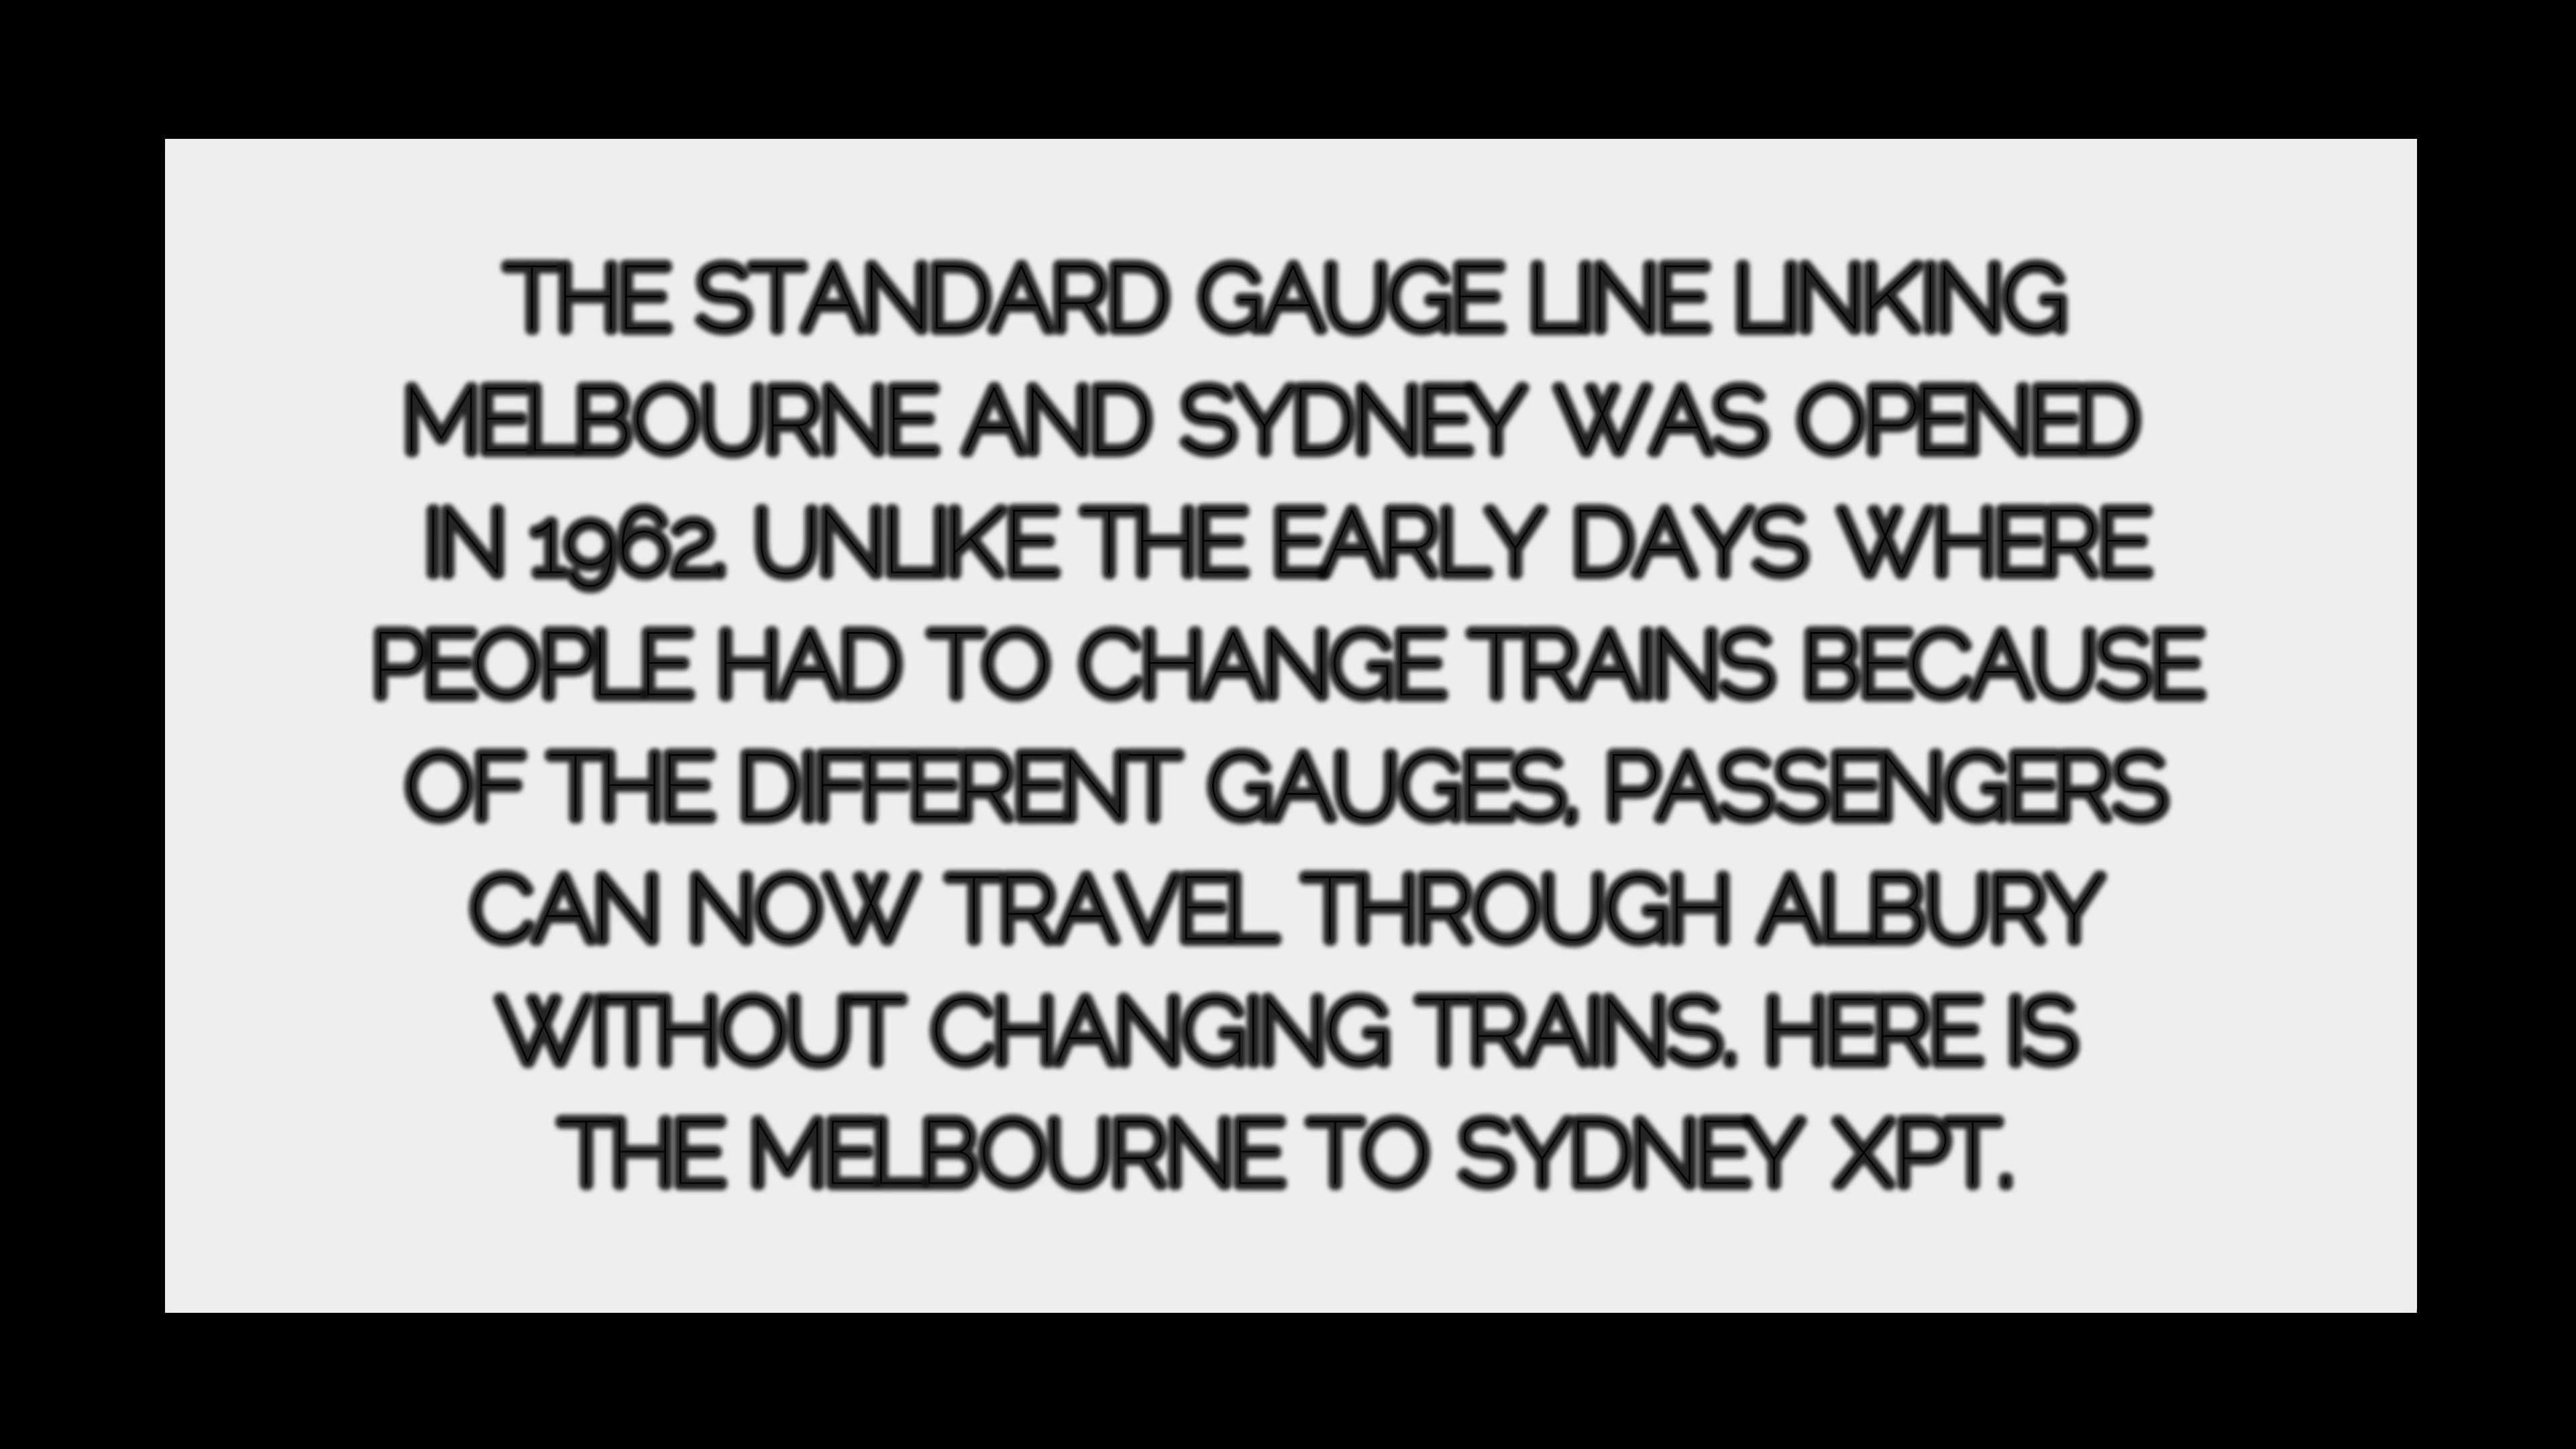 THE STANDARD GAUGE LINE LINKING
MELBOURNE AND SYDNEY WAS OPENED
IN 1962. UNLIKE THE EARLY DAYS WHERE
PEOPLE HAD TO CHANGE TRAINS BECAUSE
OF THE DIFFERENT GAUGES, PASSENGERS
CAN NOW TRAVEL THROUGH ALBURY
WITHOUT CHANGING TRAINS. HERE IS
THE MELBOURNE TO SYDNEY XPT.